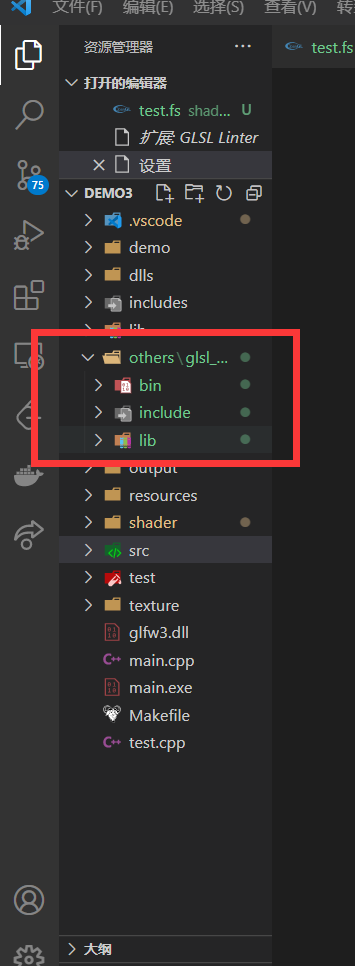 文件(F) 编辑(E) 选择(S) 查看(V) 转
资源管理器 ···
test.fs
打开的编辑器
test.fs shad... U
扩展: GLSL Linter
设置
75
DEMO3
.vscode
demo
dlls
includes
lib
others\glsl_...
bin
include
lib
output
resources
shader
src
test
texture
glfw3.dll
main.cpp
main.exe
Makefile
test.cpp
大纲